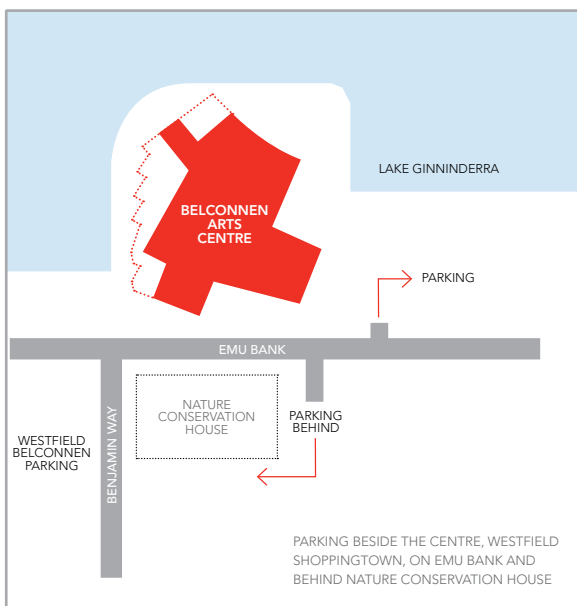 LAKE GINNINDERRA
BELCONNEN
ARTS
CENTRE
PARKING
EMU BANK
NATURE
CONSERVATION
HOUSE
PARKING
BEHIND
WESTFIELD
BELCONNEN
PARKING
BENJAMIN WAY
PARKING BESIDE THE CENTRE, WESTFIELD
SHOPPINGTOWN, ON EMU BANK AND
BEHIND NATURE CONSERVATION HOUSE